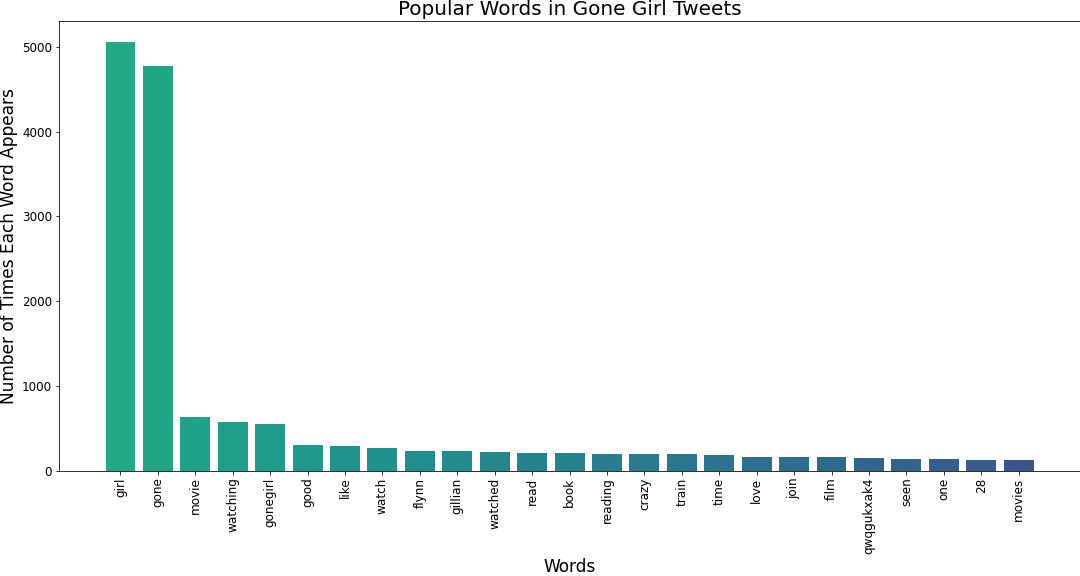 Popular Words in Gone Girl Tweets
Number of Times Each Word Appears
5000
4000
3000
2000
1000
0
girl
gone
movie
watching
gonegirl
good
like
watch
flynn
gillian
watched
read
book
reading
crazy
train
time
love
join
film
qwqgukxak4
seen
one
28
movies
Words